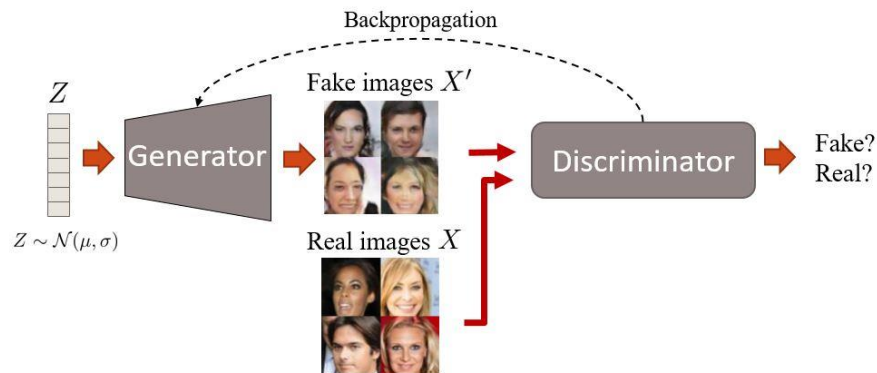 Backpropagation
Z
Fake images X′
Generator
Discriminator
Fake?
Real?
Z ∼ 𝒩(μ, σ)
Real images X